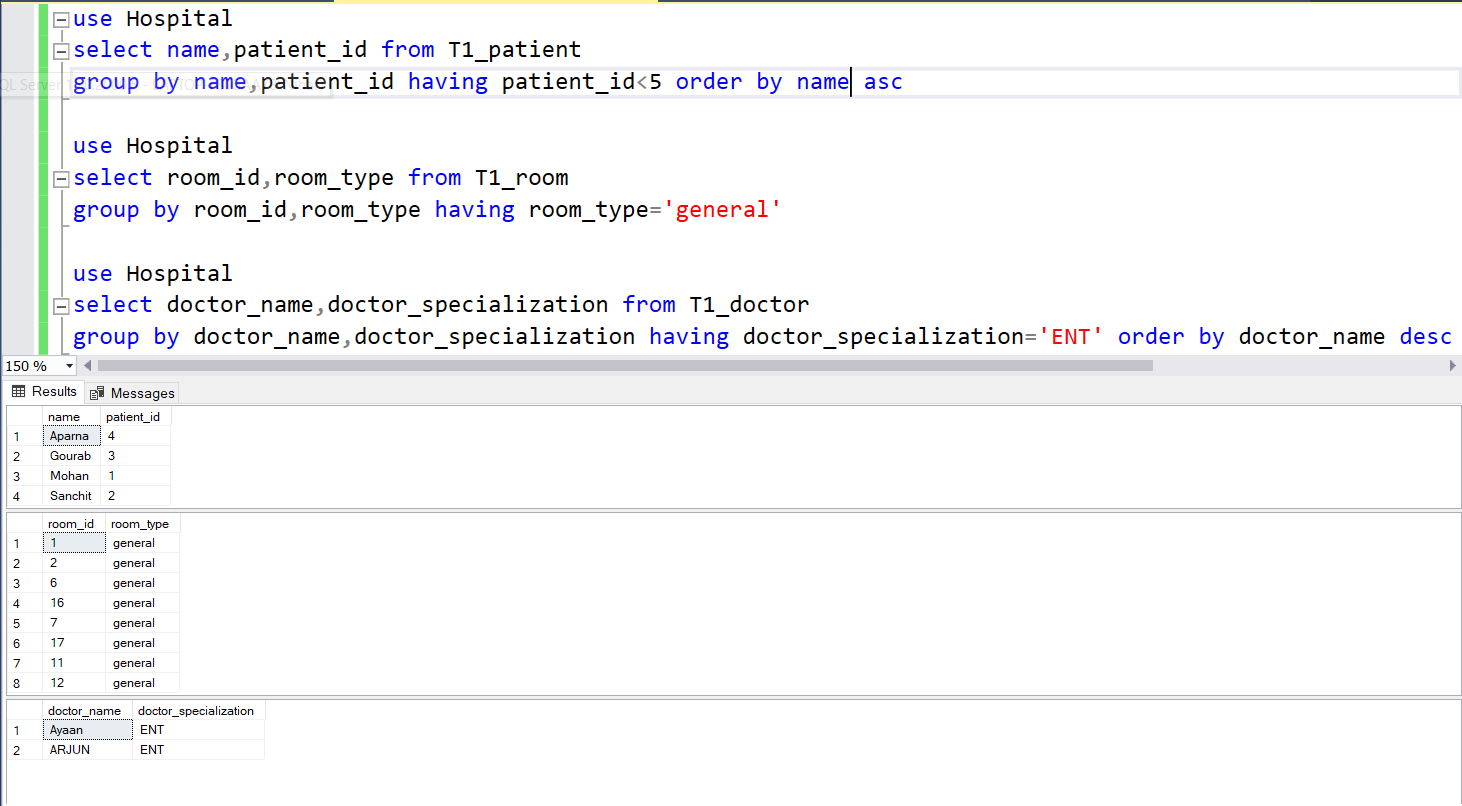 use Hospital
select name,patient_id from T1_patient
group by name,patient_id having patient_id<5 order by name asc
use Hospital
select room_id,room_type from T1_room
group by room_id,room_type having room_type='general'
use Hospital
select doctor_name,doctor_specialization from T1_doctor
group by doctor_name,doctor_specialization having doctor_specialization='ENT' order by doctor_name desc
150 %
Results Messages
name patient_id
1 Aparna 4
2 Gourab 3
3 Mohan 1
4 Sanchit 2
room_id room_type
1 1 general
2 2 general
3 6 general
4 16 general
5 7 general
6 17 general
7 11 general
8 12 general
doctor_name doctor_specialization
1 Ayaan ENT
2 ARJUN ENT